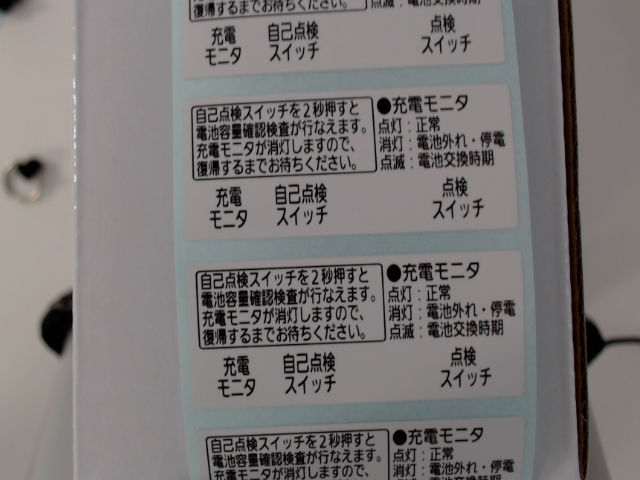 復帰するまでお待ちください。
点滅：電池交換時期
充電
モニタ
自己点検
スイッチ
点検
スイッチ
自己点検スイッチを2秒押すと
電池容量確認検査が行なえます。
充電モニタが消灯しますので、
復帰するまでお待ちください。
●充電モニタ
点灯：正常
消灯：電池外れ・停電
点滅：電池交換時期
充電
モニタ
自己点検
スイッチ
点検
スイッチ
自己点検スイッチを2秒押すと
電池容量確認検査が行なえます。
充電モニタが消灯しますので、
復帰するまでお待ちください。
●充電モニタ
点灯：正常
消灯：電池外れ・停電
点滅：電池交換時期
充電
モニタ
自己点検
スイッチ
点検
スイッチ
自己点検スイッチを2秒押すと
電池容量確認検査が行なえます。
充電モニタが消灯しますので、
●充電モニタ
点灯：正常
消灯：電池外れ・停電
点滅：電池交換時期